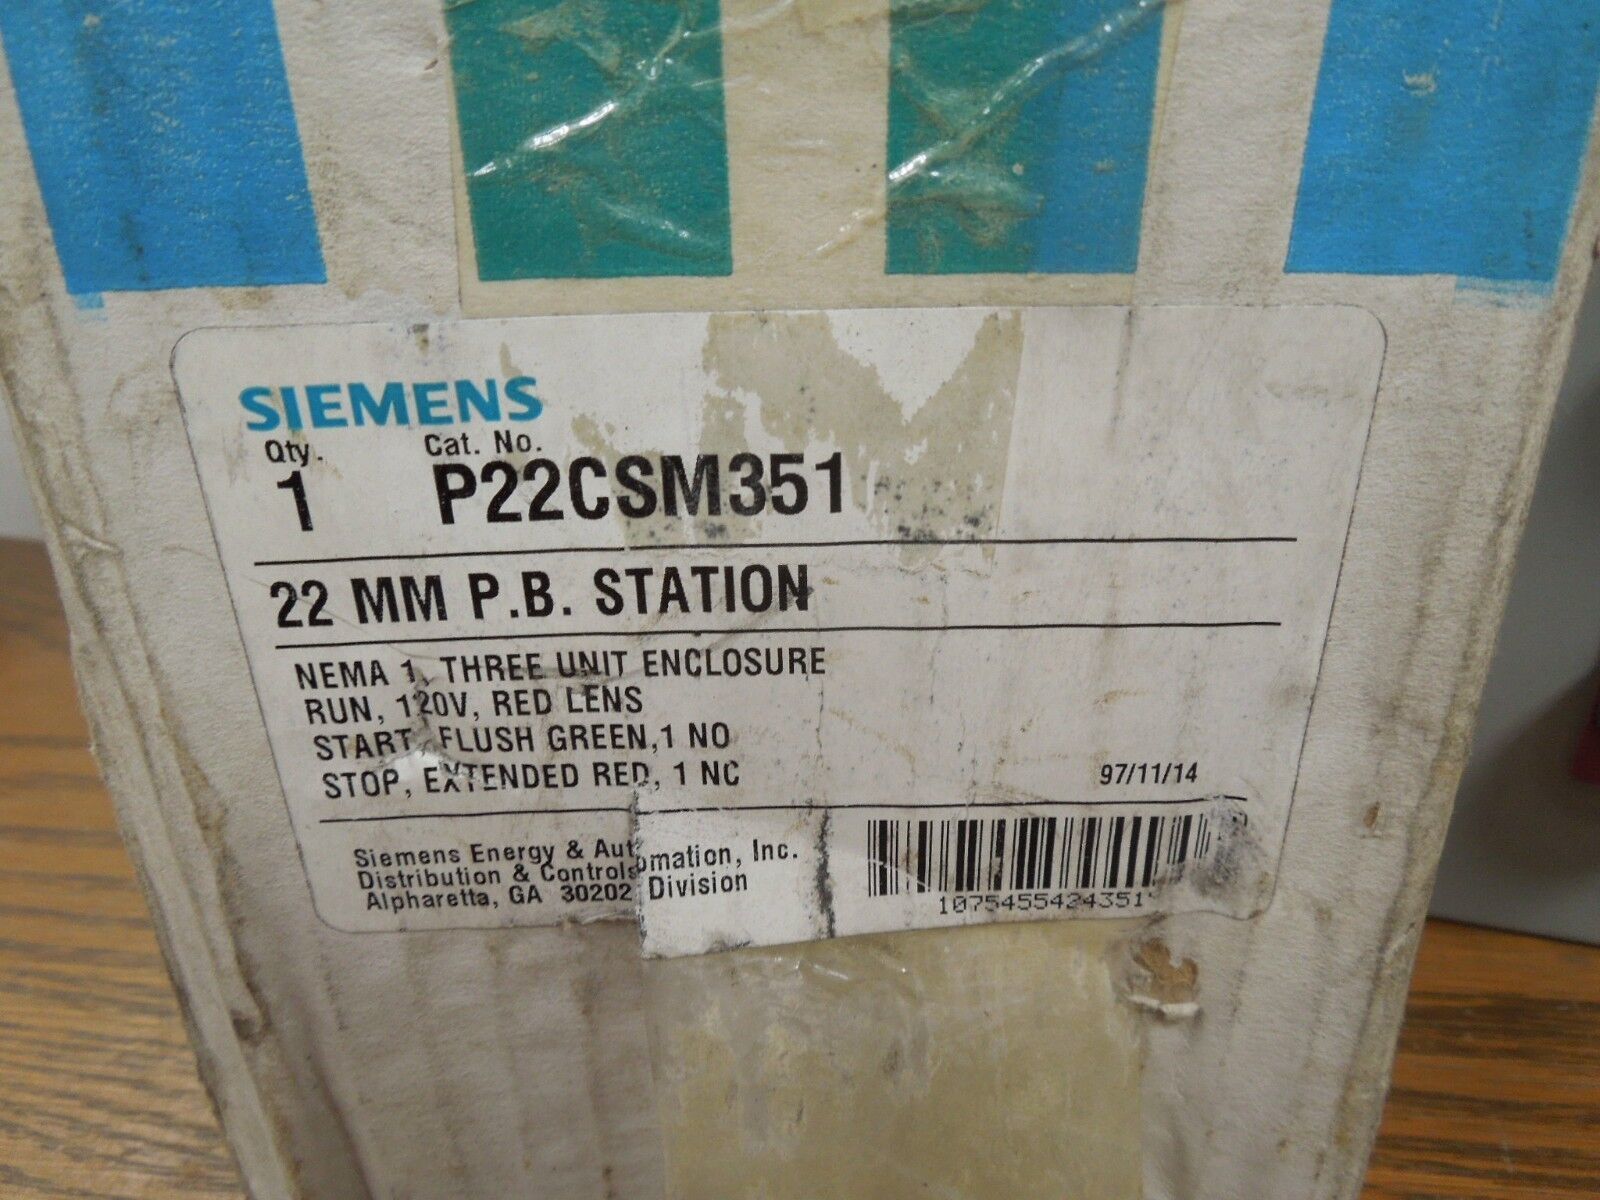 SIEMENS
Qty. Cat. No.
1 P22CSM351
22 MM P.B. STATION
NEMA 1, THREE UNIT ENCLOSURE
RUN, 120V, RED LENS
START, FLUSH GREEN,1 NO
STOP, EXTENDED RED, 1 NC 97/11/14
Siemens Energy & Automation, Inc.
Distribution & Controls Division
Alpharetta, GA 30202
1075455424351